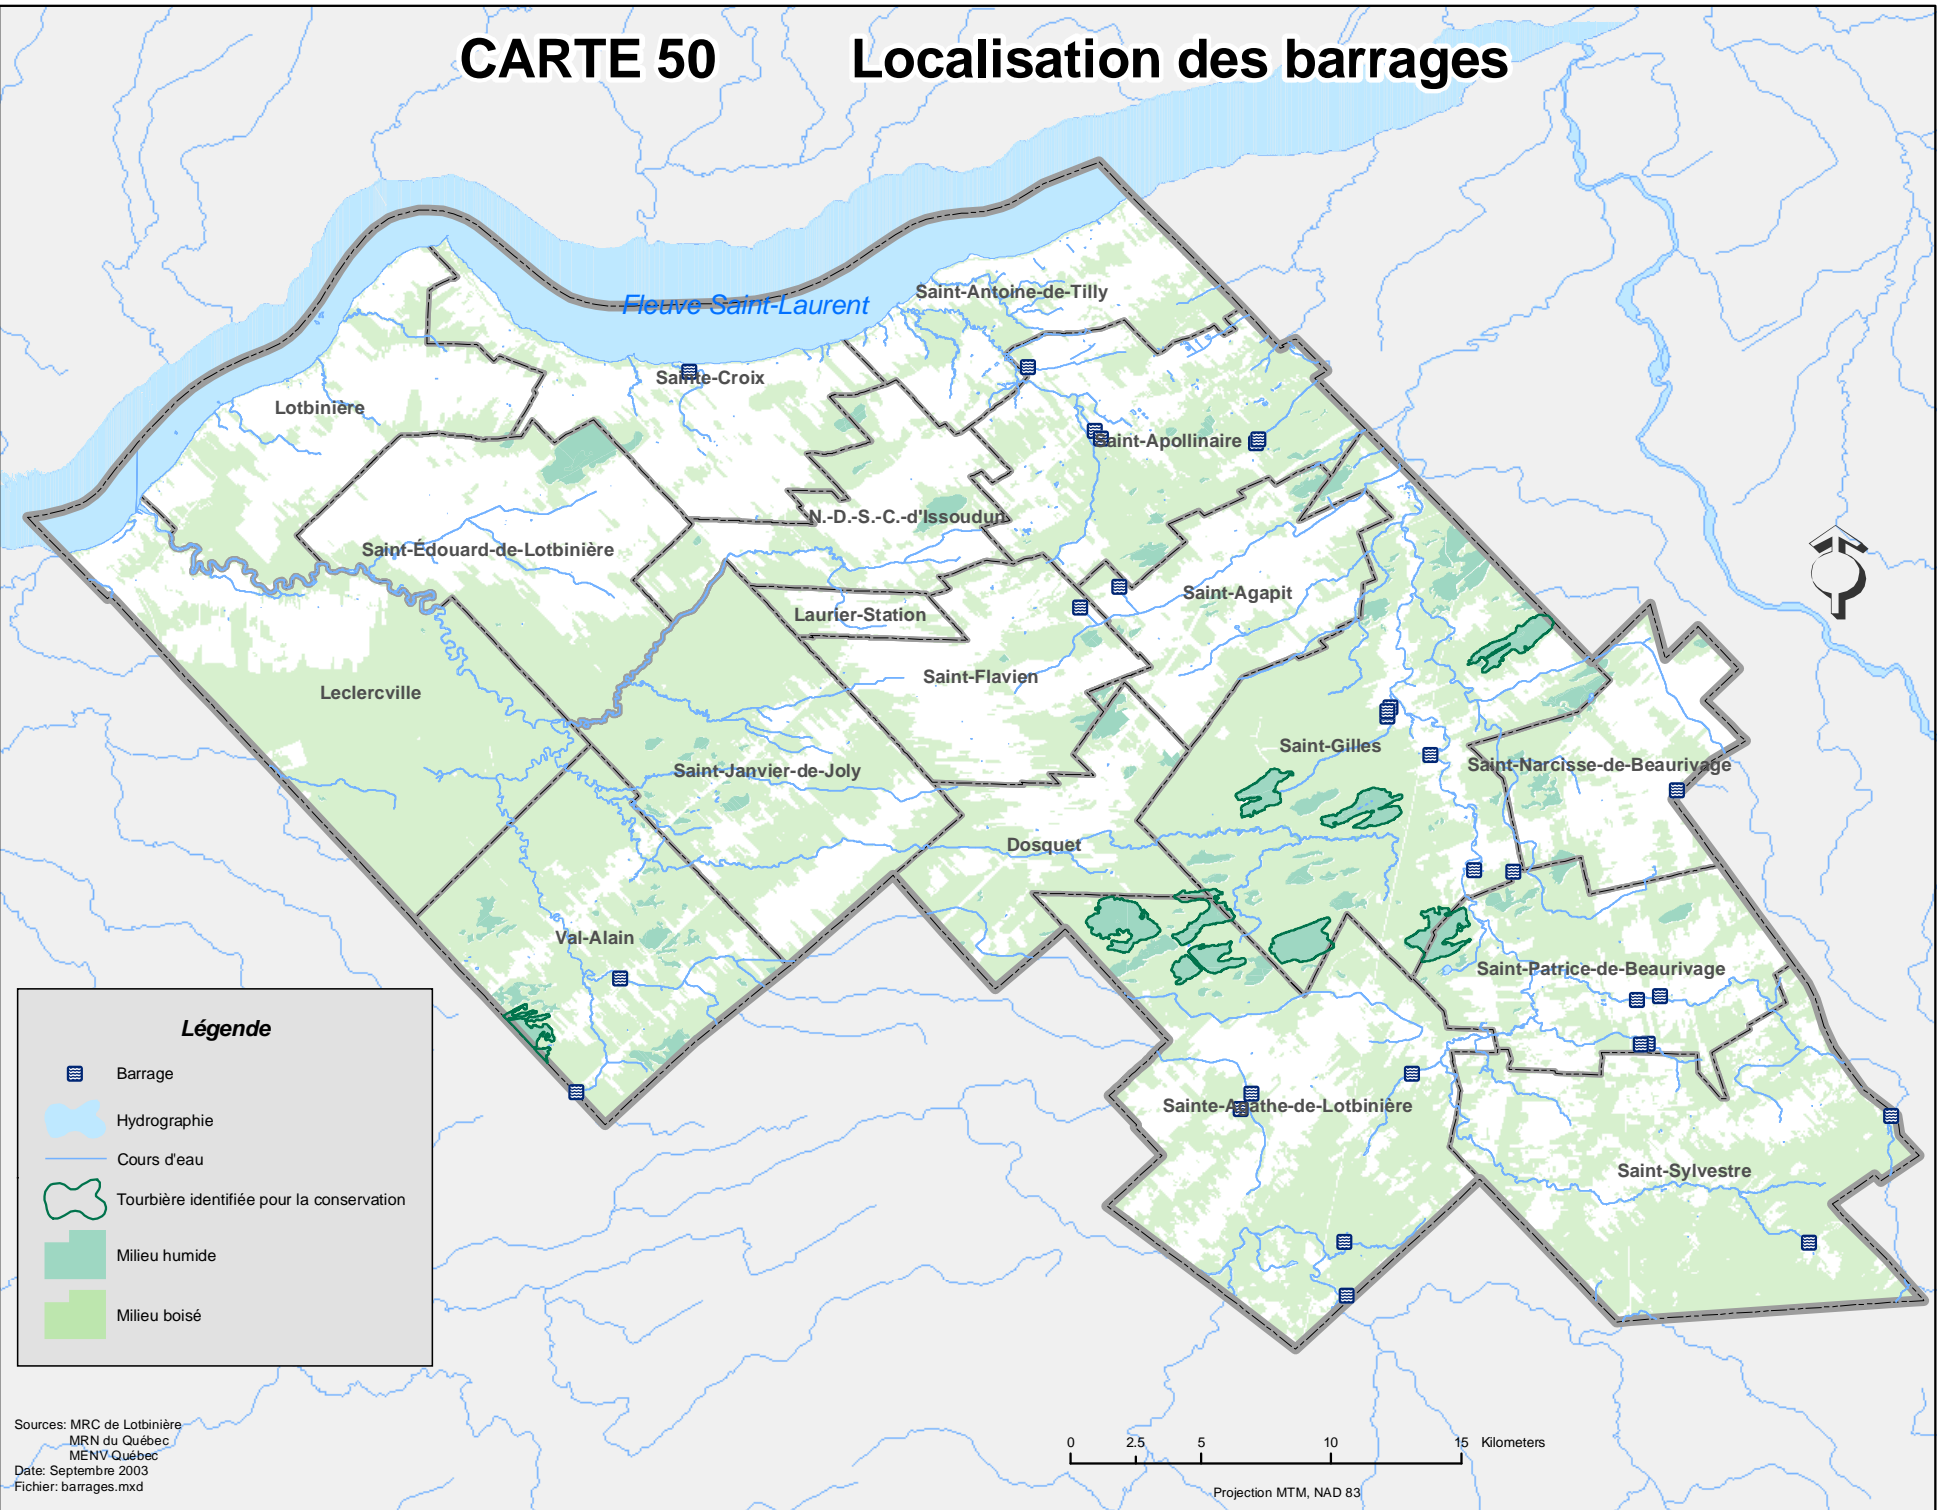 CARTE 50 Localisation des barrages
Saint-Antoine-de-Tilly
Fleuve Saint-Laurent
Sainte-Croix
Lotbinière
Saint-Apollinaire
N.-D.-S.-C.-d'Issoudun
Saint-Édouard-de-Lotbinière
Saint-Agapit
Laurier-Station
Saint-Flavien
Leclercville
Saint-Gilles
Saint-Narcisse-de-Beaurivage
Saint-Janvier-de-Joly
Dosquet
Val-Alain
Saint-Patrice-de-Beaurivage
Sainte-Agathe-de-Lotbinière
Saint-Sylvestre
Légende
Barrage
Hydrographie
Cours d'eau
Tourbière identifiée pour la conservation
Milieu humide
Milieu boisé
Sources: MRC de Lotbinière
MRN du Québec
MENV Québec
Date: Septembre 2003
Fichier: barrages.mxd
0 2.5 5 10 15 Kilometers
Projection MTM, NAD 83